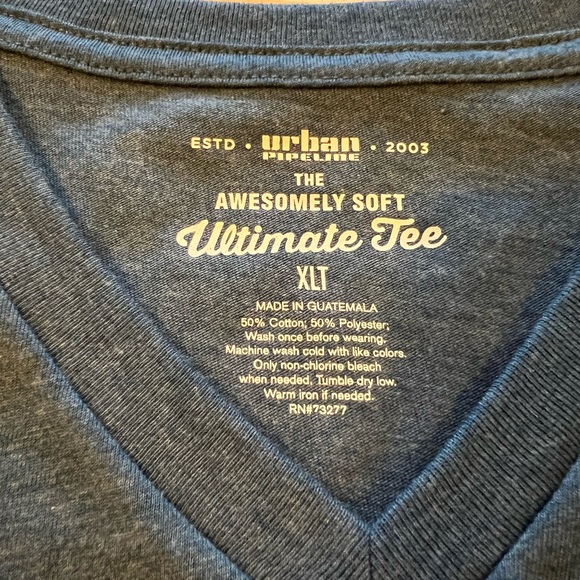 ESTD • urban • 2003
PIPELINE
THE
AWESOMELY SOFT
Ultimate Tee
XLT
MADE IN GUATEMALA
50% Cotton; 50% Polyester;
Wash once before wearing.
Machine wash cold with like colors.
Only non-chlorine bleach
when needed. Tumble dry low.
Warm iron if needed.
RN#73277